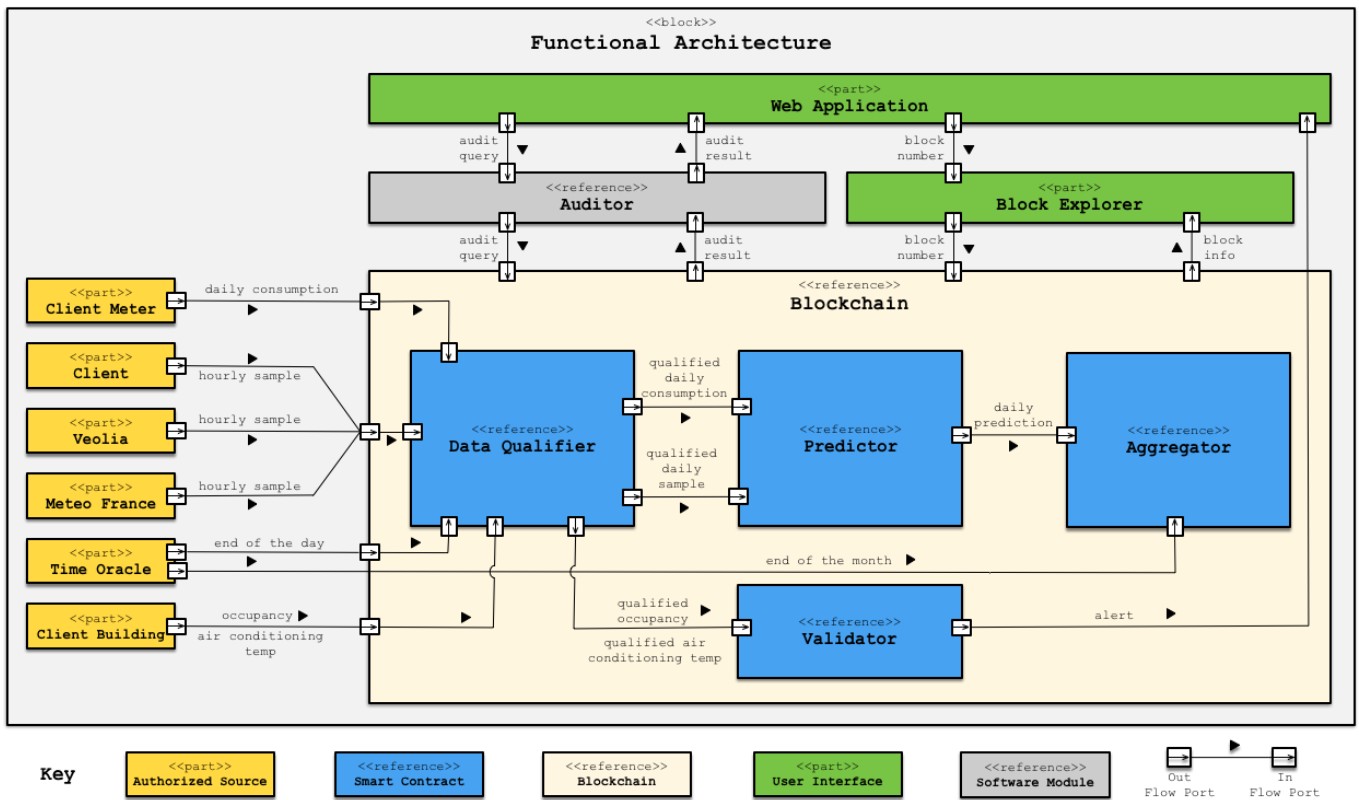 <<block>>
Functional Architecture
<<part>>
Web Application
audit
query
audit
result
block
number
<<reference>>
Auditor
<<part>>
Block Explorer
audit
query
audit
result
block
number
block
info
<<reference>>
Blockchain
<<part>>
Client Meter
daily consumption
<<part>>
Client
hourly sample
<<part>>
Veolia
hourly sample
<<part>>
Meteo France
hourly sample
<<part>>
Time Oracle
end of the day
end of the month
<<part>>
Client Building
occupancy
air conditioning
temp
<<reference>>
Data Qualifier
qualified
daily
consumption
qualified
daily
sample
<<reference>>
Predictor
daily
prediction
<<reference>>
Aggregator
qualified
occupancy
qualified air
conditioning temp
<<reference>>
Validator
alert
Key
<<part>>
Authorized Source
<<reference>>
Smart Contract
<<reference>>
Blockchain
<<part>>
User Interface
<<reference>>
Software Module
Out
Flow Port
In
Flow Port